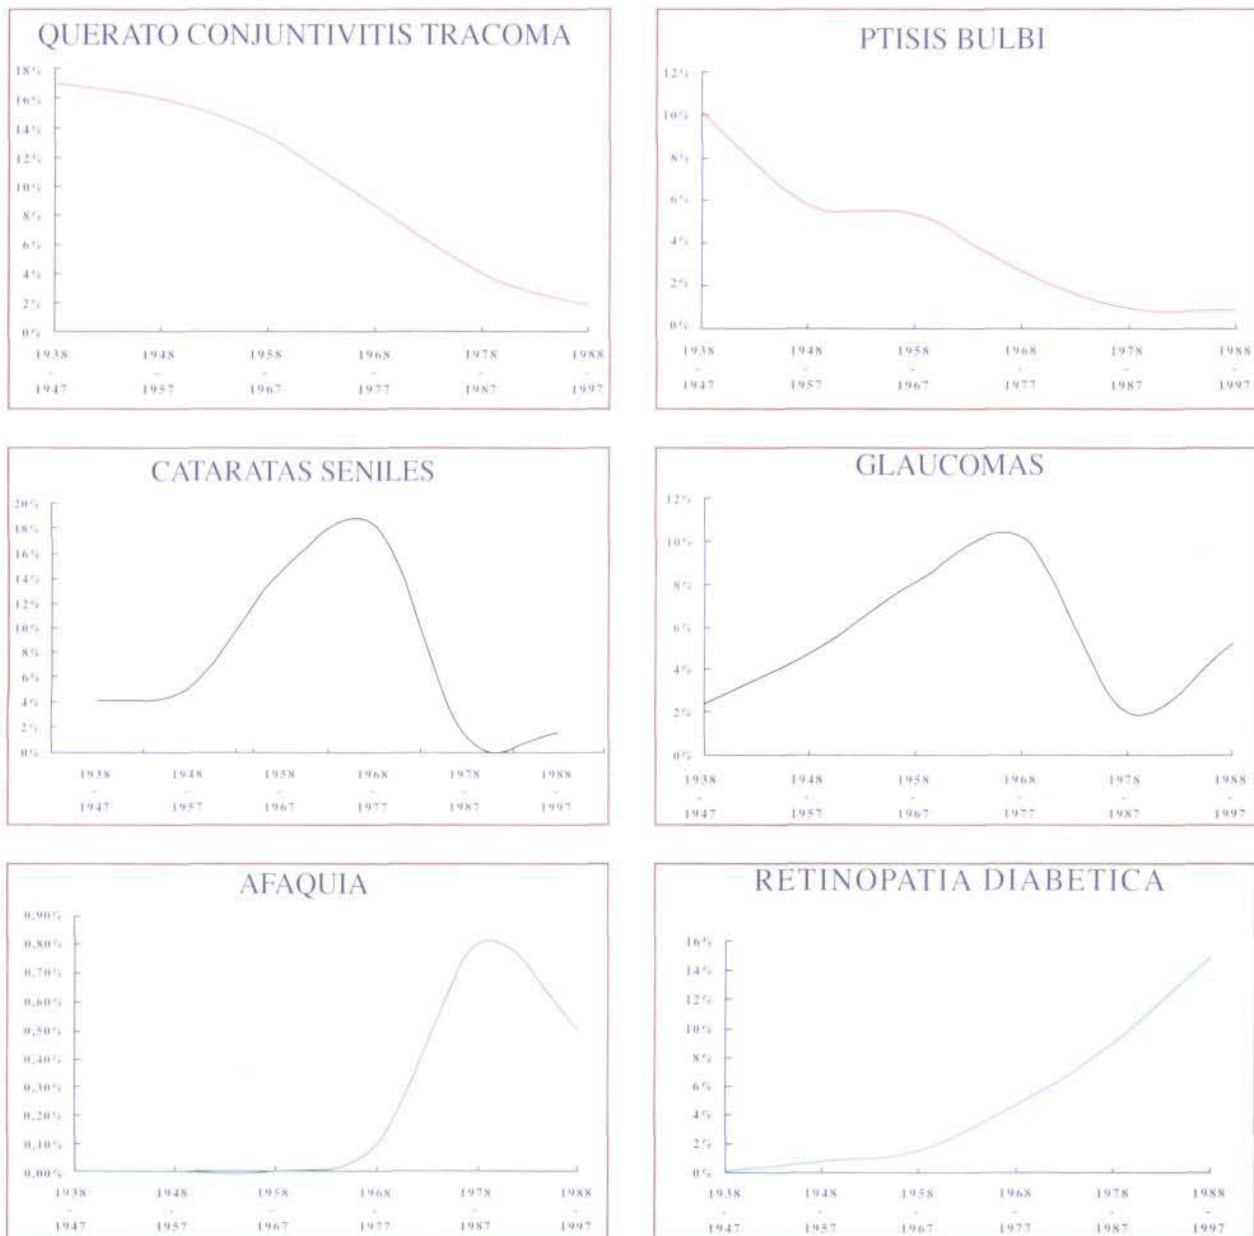 QUERATO CONJUNTIVITIS TRACOMA
18%
16%
14%
12%
10%
8%
6%
4%
2%
0%
1938 1948 1958 1968 1978 1988
- - - - - -
1947 1957 1967 1977 1987 1997
PTISIS BULBI
12%
10%
8%
6%
4%
2%
0%
1938 1948 1958 1968 1978 1988
- - - - - -
1947 1957 1967 1977 1987 1997
CATARATAS SENILES
20%
18%
16%
14%
12%
10%
8%
6%
4%
2%
0%
1938 1948 1958 1968 1978 1988
- - - - - -
1947 1957 1967 1977 1987 1997
GLAUCOMAS
12%
10%
8%
6%
4%
2%
0%
1938 1948 1958 1968 1978 1988
- - - - - -
1947 1957 1967 1977 1987 1997
AFAQUIA
0,90%
0,80%
0,70%
0,60%
0,50%
0,40%
0,30%
0,20%
0,10%
0,00%
1938 1948 1958 1968 1978 1988
- - - - - -
1947 1957 1967 1977 1987 1997
RETINOPATIA DIABETICA
16%
14%
12%
10%
8%
6%
4%
2%
0%
1938 1948 1958 1968 1978 1988
- - - - - -
1947 1957 1967 1977 1987 1997